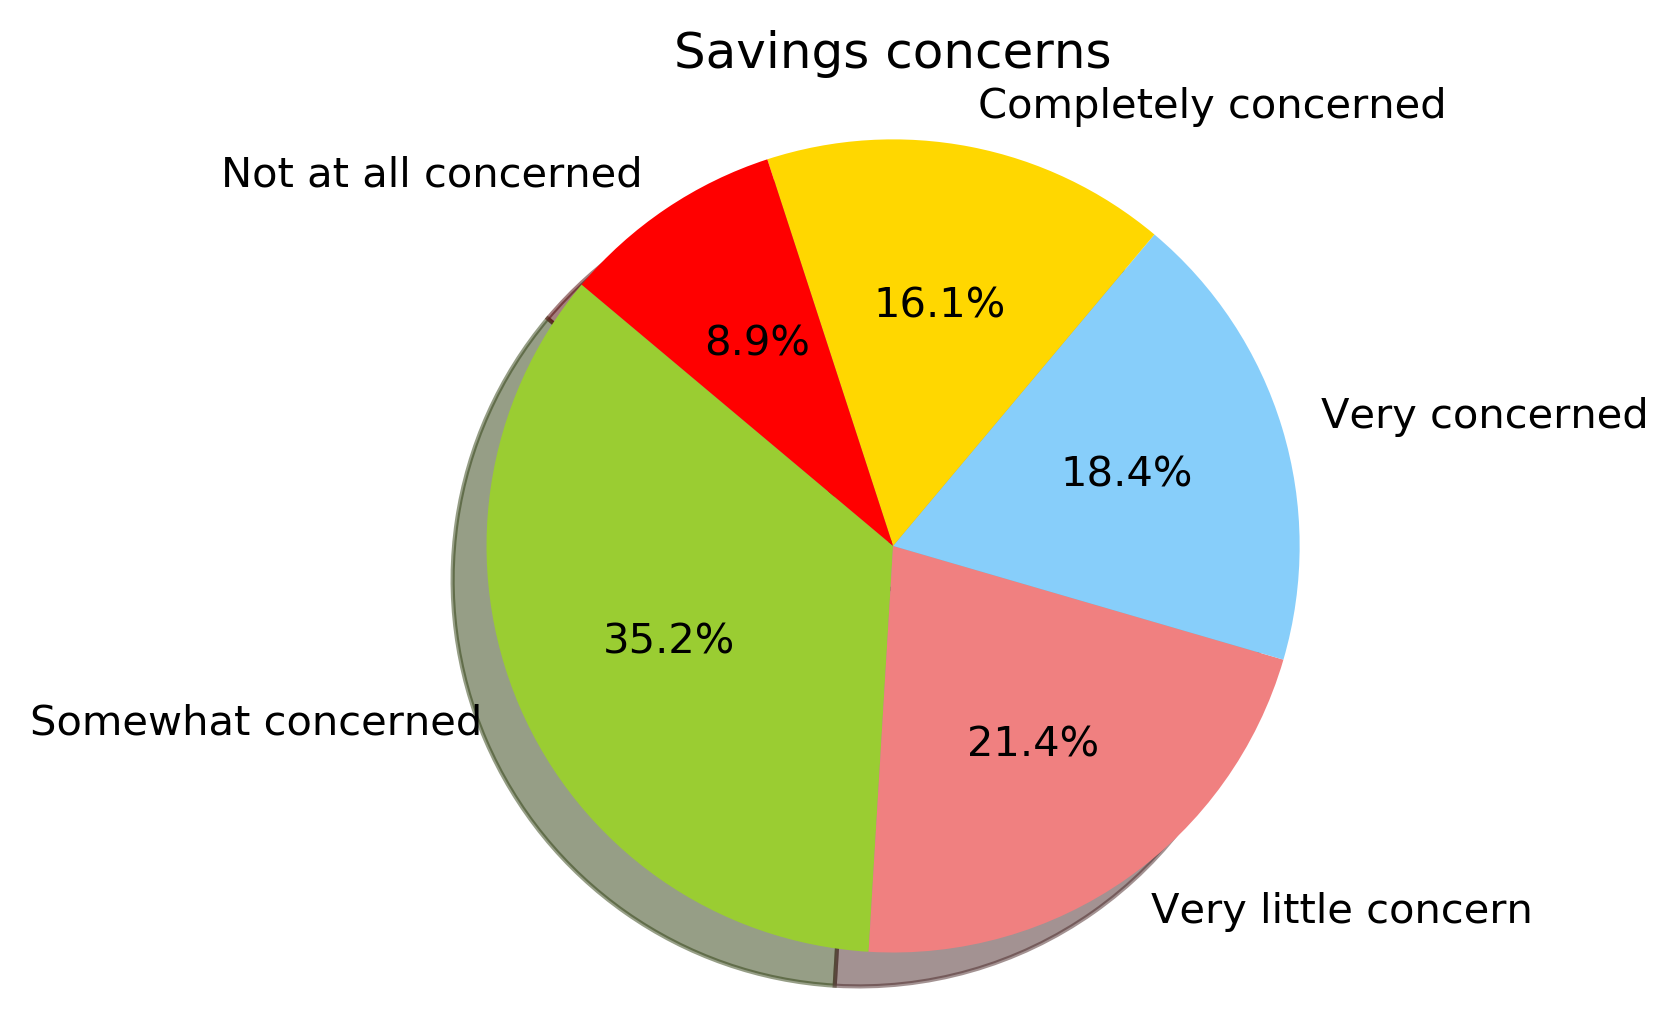 Savings concerns
Completely concerned
Not at all concerned
16.1%
8.9%
Very concerned
18.4%
35.2%
Somewhat concerned
21.4%
Very little concern